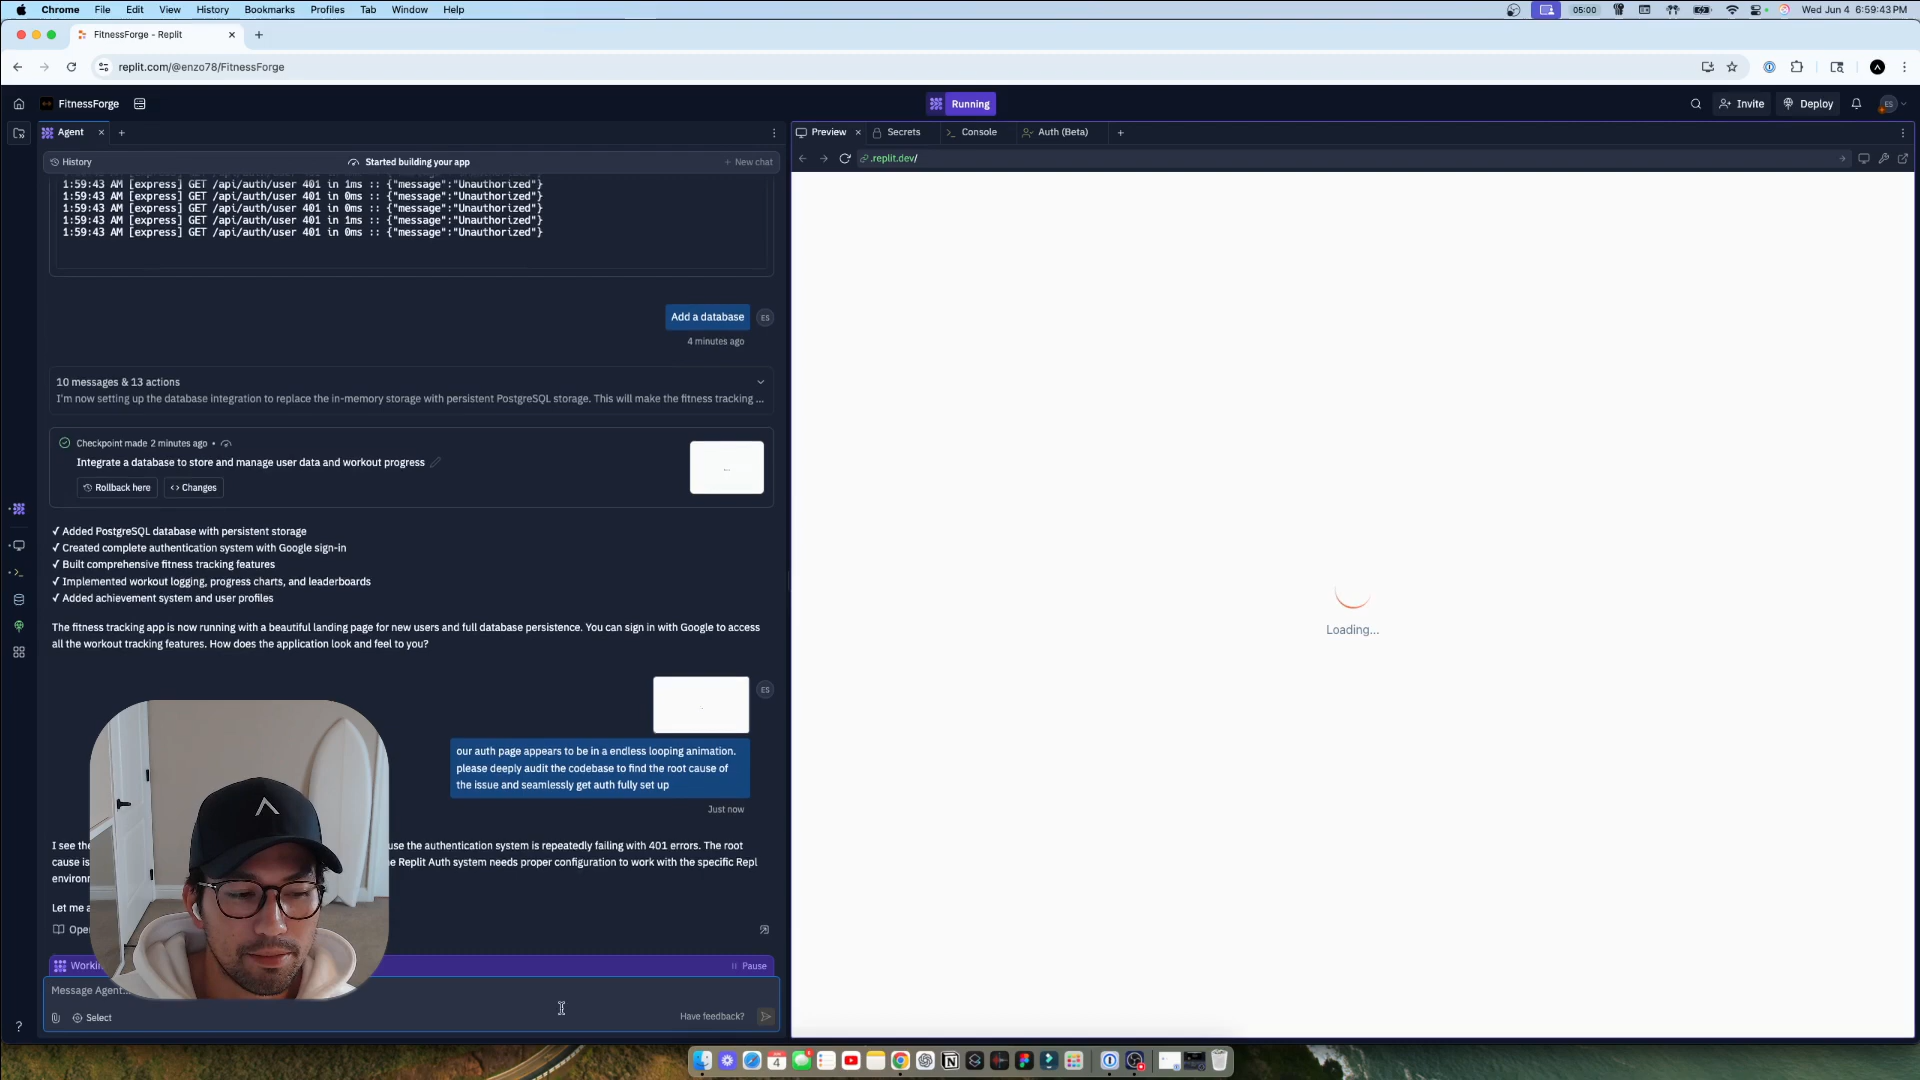 Chrome File Edit View History Bookmarks Profiles Tab Window Help
05:00
Wed Jun 4 6:59:43 PM
FitnessForge - Replit
replit.com/@enzo78/FitnessForge
FitnessForge
Running
Invite
Deploy
ES
Agent
Preview
Secrets
Console
Auth (Beta)
History
Started building your app
New chat
.replit.dev/
1:59:43 AM [express] GET /api/auth/user 401 in 1ms :: {"message":"Unauthorized"}
1:59:43 AM [express] GET /api/auth/user 401 in 0ms :: {"message":"Unauthorized"}
1:59:43 AM [express] GET /api/auth/user 401 in 0ms :: {"message":"Unauthorized"}
1:59:43 AM [express] GET /api/auth/user 401 in 1ms :: {"message":"Unauthorized"}
1:59:43 AM [express] GET /api/auth/user 401 in 0ms :: {"message":"Unauthorized"}
Add a database
ES
4 minutes ago
10 messages & 13 actions
I'm now setting up the database integration to replace the in-memory storage with persistent PostgreSQL storage. This will make the fitness tracking ...
Checkpoint made 2 minutes ago •
Integrate a database to store and manage user data and workout progress
Rollback here
<> Changes
✓ Added PostgreSQL database with persistent storage
✓ Created complete authentication system with Google sign-in
✓ Built comprehensive fitness tracking features
✓ Implemented workout logging, progress charts, and leaderboards
✓ Added achievement system and user profiles
The fitness tracking app is now running with a beautiful landing page for new users and full database persistence. You can sign in with Google to access
all the workout tracking features. How does the application look and feel to you?
ES
our auth page appears to be in a endless looping animation.
please deeply audit the codebase to find the root cause of
the issue and seamlessly get auth fully set up
Just now
I see the
use the authentication system is repeatedly failing with 401 errors. The root
cause is
e Replit Auth system needs proper configuration to work with the specific Repl
environ
Let me a
Ope
Workin
Pause
Message Agent...
Select
Have feedback?
Loading...
?
4